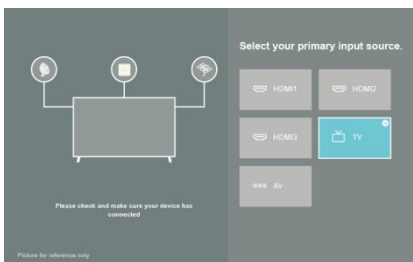 Select your primary input source.
HDMI1
HDMI2
HDMI3
TV
AV
Please check and make sure your device has
connected
Picture for reference only